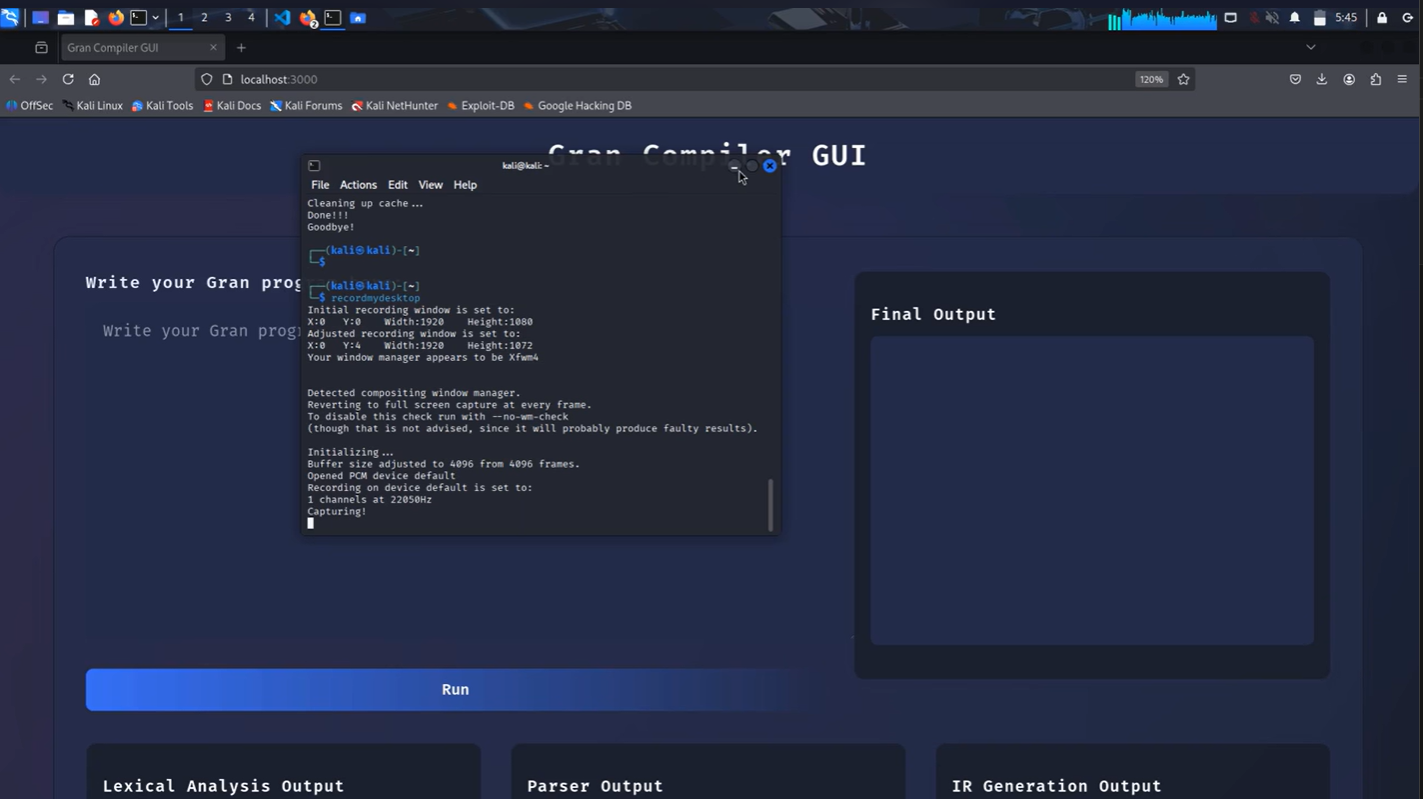 1 2 3 4 2 5:45
Gran Compiler GUI
localhost:3000 120%
OffSec Kali Linux Kali Tools Kali Docs Kali Forums Kali NetHunter Exploit-DB Google Hacking DB
Gran Compiler GUI
kali@kali: ~
File Actions Edit View Help
Cleaning up cache...
Done!!!
Goodbye!
┌──(kali㉿kali)-[~]
└─$
┌──(kali㉿kali)-[~]
└─$ recordmydesktop
Initial recording window is set to:
X:0 Y:0 Width:1920 Height:1080
Adjusted recording window is set to:
X:0 Y:4 Width:1920 Height:1072
Your window manager appears to be Xfwm4
Detected compositing window manager.
Reverting to full screen capture at every frame.
To disable this check run with --no-wm-check
(though that is not advised, since it will probably produce faulty results).
Initializing...
Buffer size adjusted to 4096 from 4096 frames.
Opened PCM device default
Recording on device default is set to:
1 channels at 22050Hz
Capturing!
Write your Gran prog
Write your Gran progr
Final Output
Run
Lexical Analysis Output
Parser Output
IR Generation Output